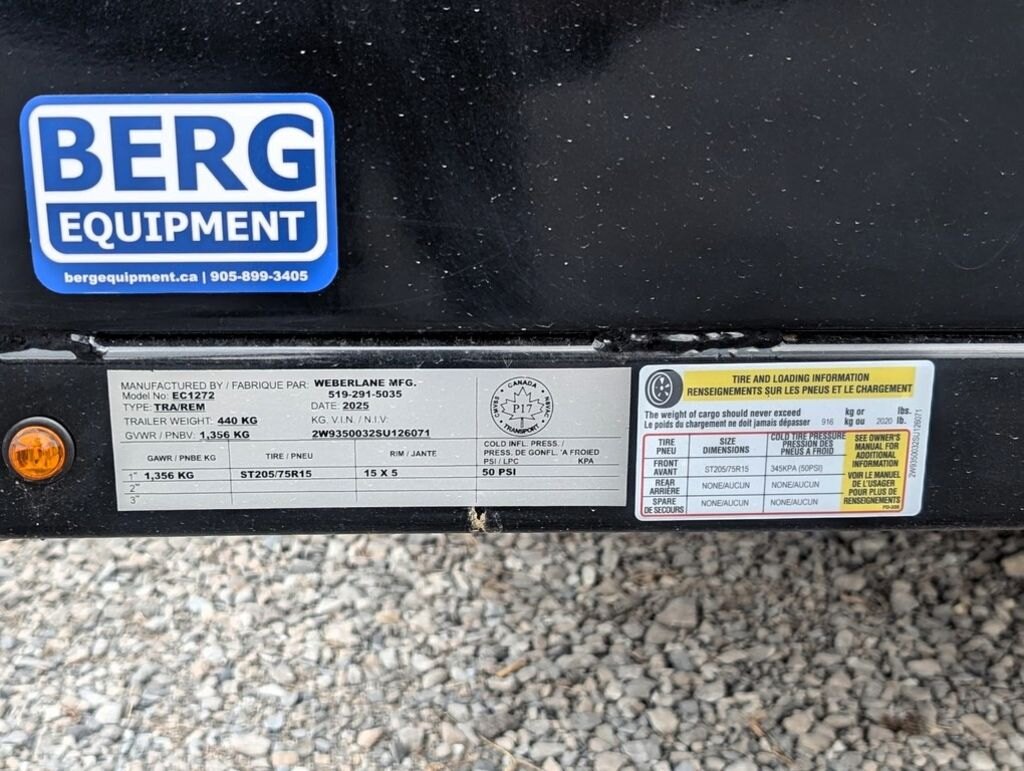 BERG
EQUIPMENT
bergequipment.ca | 905-899-3405
MANUFACTURED BY / FABRIQUE PAR: WEBERLANE MFG.
Model No: EC1272 519-291-5035
TYPE: TRA/REM DATE: 2025
TRAILER WEIGHT: 440 KG K.G. V.I.N. / N.I.V.
GVWR / PNBV: 1,356 KG 2W9350032SU126071
CANADA
P17
TRANSPORT
CMVSS
NSVAC
COLD INFL. PRESS. /
PRESS. DE GONFL. 'A FROIED
GAWR / PNBE KG TIRE / PNEU RIM / JANTE PSI / LPC KPA
1" 1,356 KG ST205/75R15 15 X 5 50 PSI
2"
3"
TIRE AND LOADING INFORMATION
RENSEIGNEMENTS SUR LES PNEUS ET LE CHARGEMENT
The weight of cargo should never exceed kg or lbs.
Le poids du chargement ne doit jamais dépasser 916 kg ou 2020 lb.
TIRE
PNEU
SIZE
DIMENSIONS
COLD TIRE PRESSURE
PRESSION DES
PNEUS A FROID
FRONT
AVANT
ST205/75R15 345KPA (50PSI)
REAR
ARRIÈRE
NONE/AUCUN NONE/AUCUN
SPARE
DE SECOURS
NONE/AUCUN NONE/AUCUN
SEE OWNER'S
MANUAL FOR
ADDITIONAL
INFORMATION
VOIR LE MANUEL
DE L'USAGER
POUR PLUS DE
RENSEIGNEMENTS
2W9350032SU126071